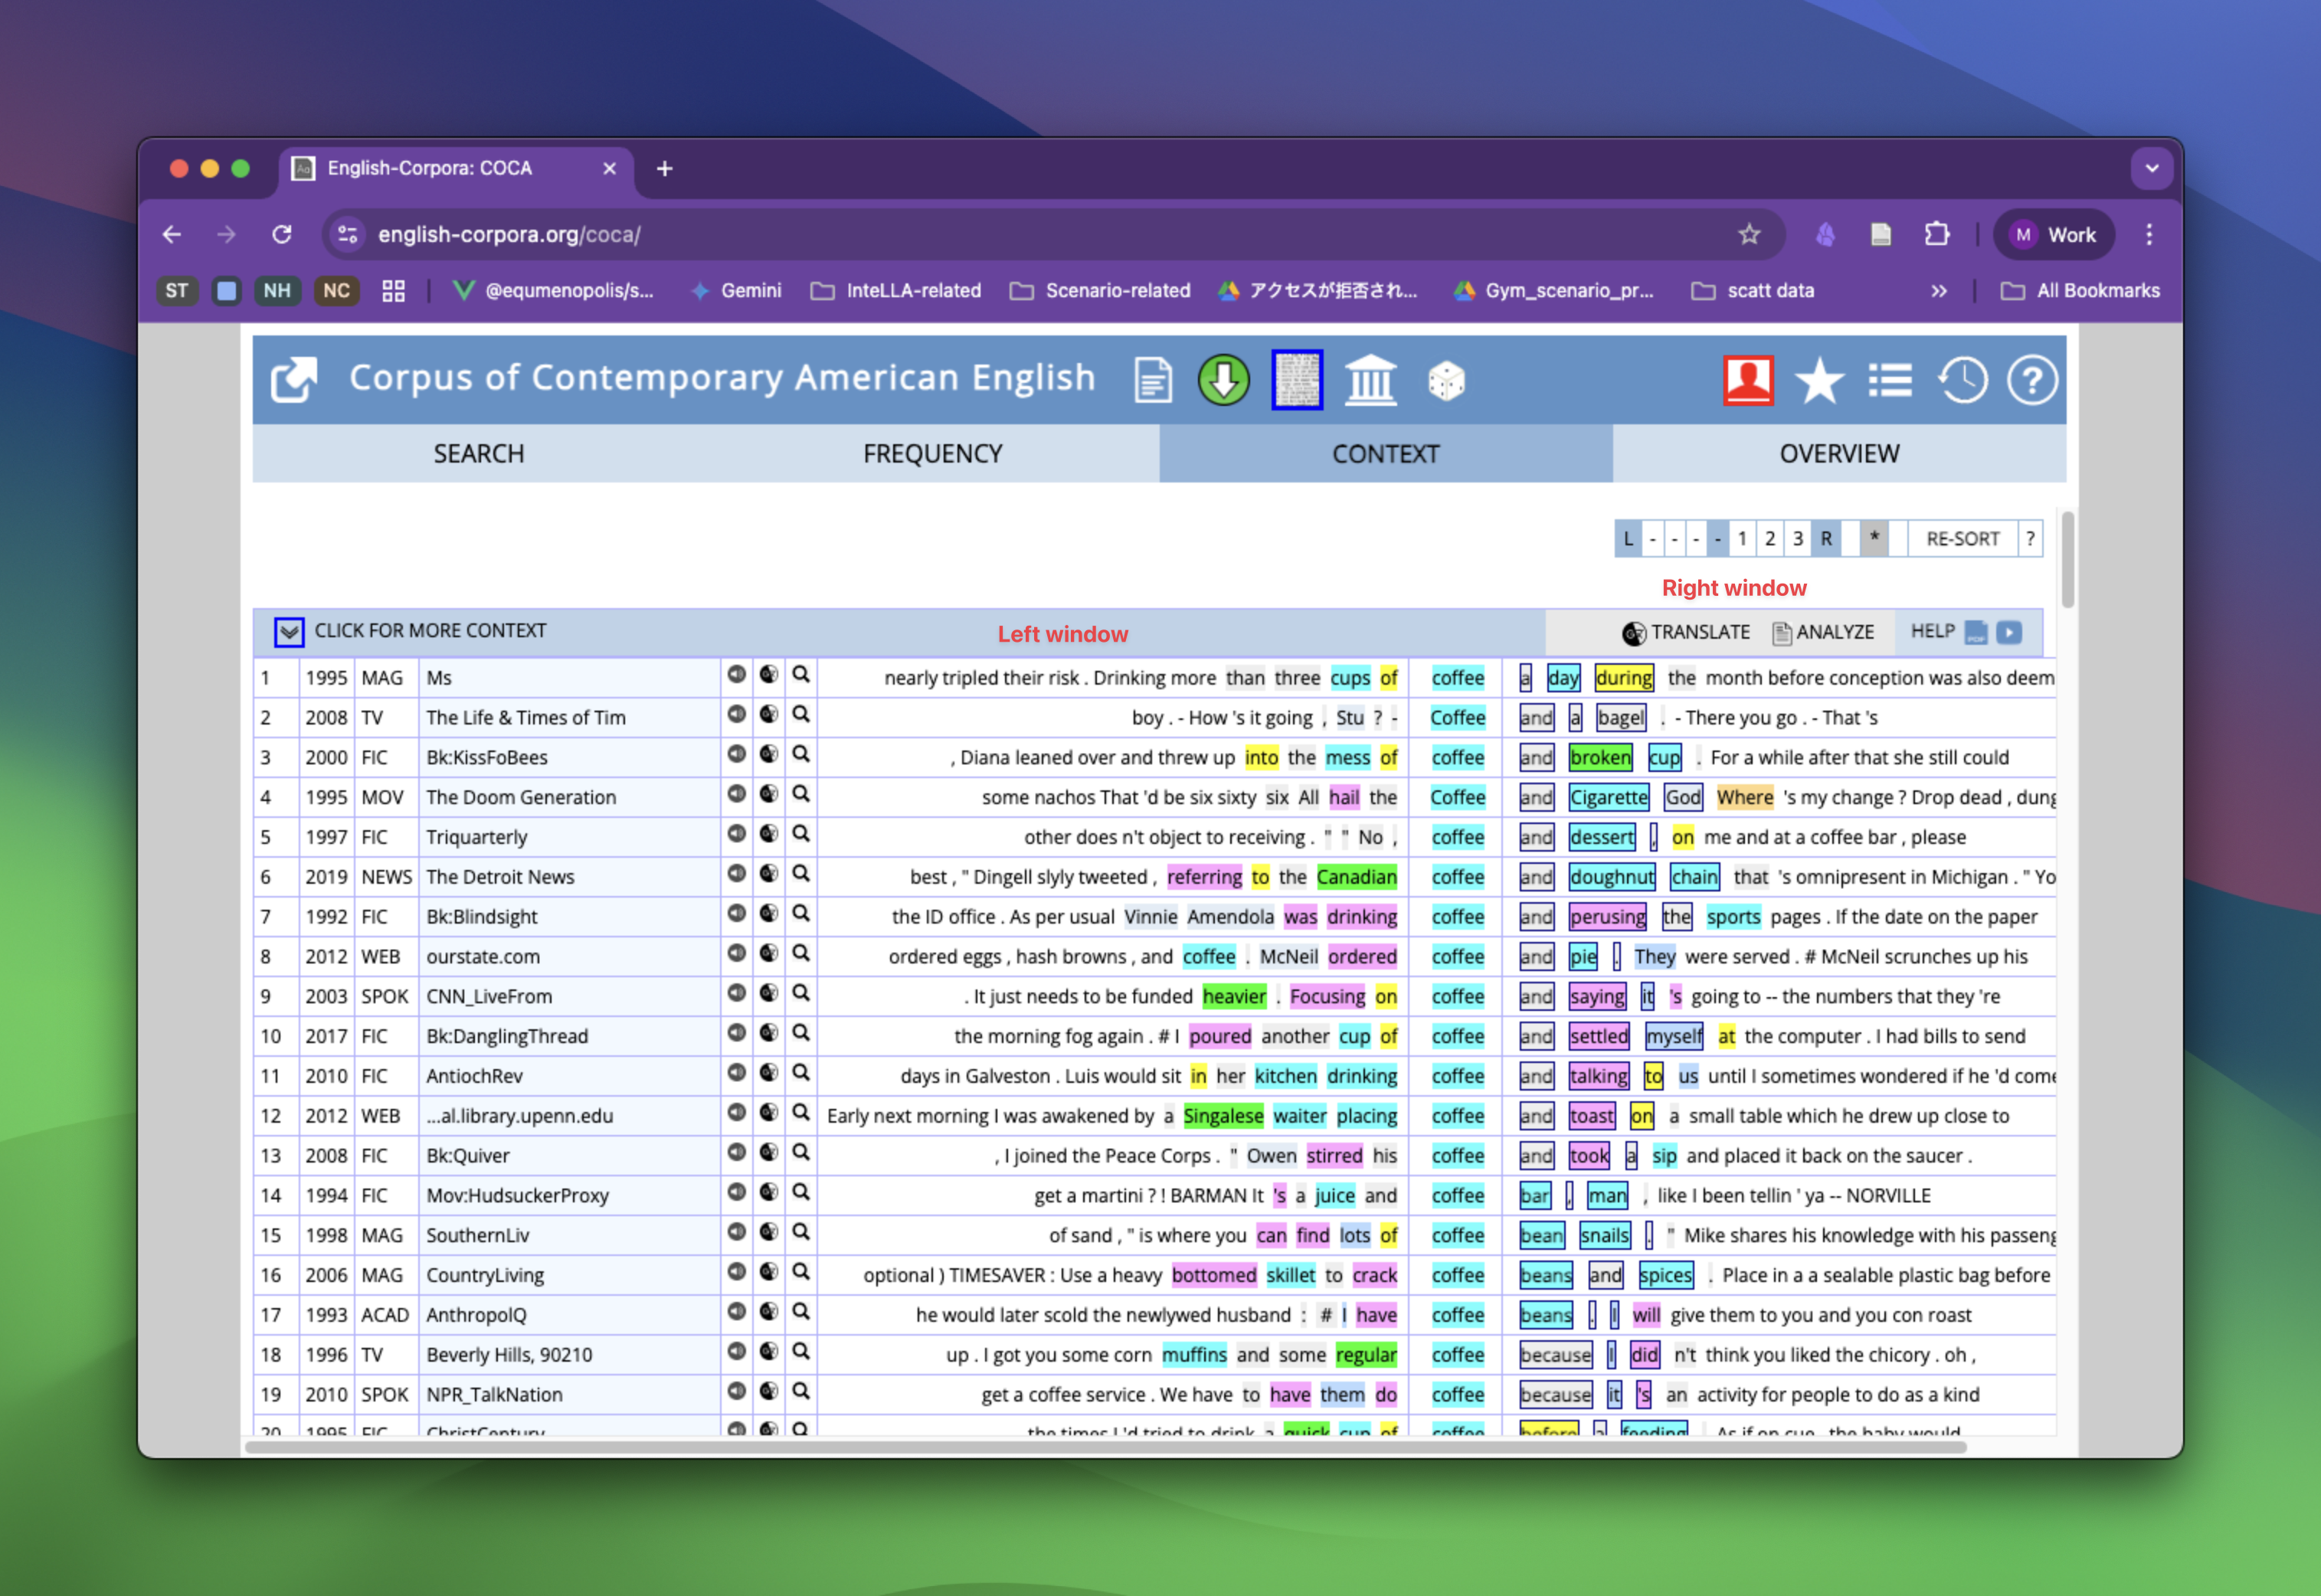 English-Corpora: COCA
english-corpora.org/coca/
M Work
ST NH NC @equmenopolis/s... Gemini InteLLA-related Scenario-related アクセスが拒否され... Gym_scenario_pr... scatt data » All Bookmarks
Corpus of Contemporary American English
SEARCH FREQUENCY CONTEXT OVERVIEW
L - - - - 1 2 3 R * RE-SORT ?
Right window
CLICK FOR MORE CONTEXT Left window TRANSLATE ANALYZE HELP PDF
1 1995 MAG Ms nearly tripled their risk . Drinking more than three cups of coffee a day during the month before conception was also deem
2 2008 TV The Life & Times of Tim boy . - How 's it going , Stu ? - Coffee and a bagel . - There you go . - That 's
3 2000 FIC Bk:KissFoBees , Diana leaned over and threw up into the mess of coffee and broken cup . For a while after that she still could
4 1995 MOV The Doom Generation some nachos That 'd be six sixty six All hail the Coffee and Cigarette God Where 's my change ? Drop dead , dung
5 1997 FIC Triquarterly other does n't object to receiving . " " No , coffee and dessert , on me and at a coffee bar , please
6 2019 NEWS The Detroit News best , " Dingell slyly tweeted , referring to the Canadian coffee and doughnut chain that 's omnipresent in Michigan . " Yo
7 1992 FIC Bk:Blindsight the ID office . As per usual Vinnie Amendola was drinking coffee and perusing the sports pages . If the date on the paper
8 2012 WEB ourstate.com ordered eggs , hash browns , and coffee . McNeil ordered coffee and pie . They were served . # McNeil scrunches up his
9 2003 SPOK CNN_LiveFrom . It just needs to be funded heavier . Focusing on coffee and saying it 's going to -- the numbers that they 're
10 2017 FIC Bk:DanglingThread the morning fog again . # I poured another cup of coffee and settled myself at the computer . I had bills to send
11 2010 FIC AntiochRev days in Galveston . Luis would sit in her kitchen drinking coffee and talking to us until I sometimes wondered if he 'd come
12 2012 WEB ...al.library.upenn.edu Early next morning I was awakened by a Singalese waiter placing coffee and toast on a small table which he drew up close to
13 2008 FIC Bk:Quiver , I joined the Peace Corps . " Owen stirred his coffee and took a sip and placed it back on the saucer .
14 1994 FIC Mov:HudsuckerProxy get a martini ? ! BARMAN It 's a juice and coffee bar , man , like I been tellin ' ya -- NORVILLE
15 1998 MAG SouthernLiv of sand , " is where you can find lots of coffee bean snails . " Mike shares his knowledge with his passeng
16 2006 MAG CountryLiving optional ) TIMESAVER : Use a heavy bottomed skillet to crack coffee beans and spices . Place in a a sealable plastic bag before
17 1993 ACAD AnthropolQ he would later scold the newlywed husband : # I have coffee beans . I will give them to you and you con roast
18 1996 TV Beverly Hills, 90210 up . I got you some corn muffins and some regular coffee because I did n't think you liked the chicory . oh ,
19 2010 SPOK NPR_TalkNation get a coffee service . We have to have them do coffee because it 's an activity for people to do as a kind
20 1995 FIC ChristCentury the times I 'd tried to drink a quick cup of coffee before a feeding . As if on cue , the baby would